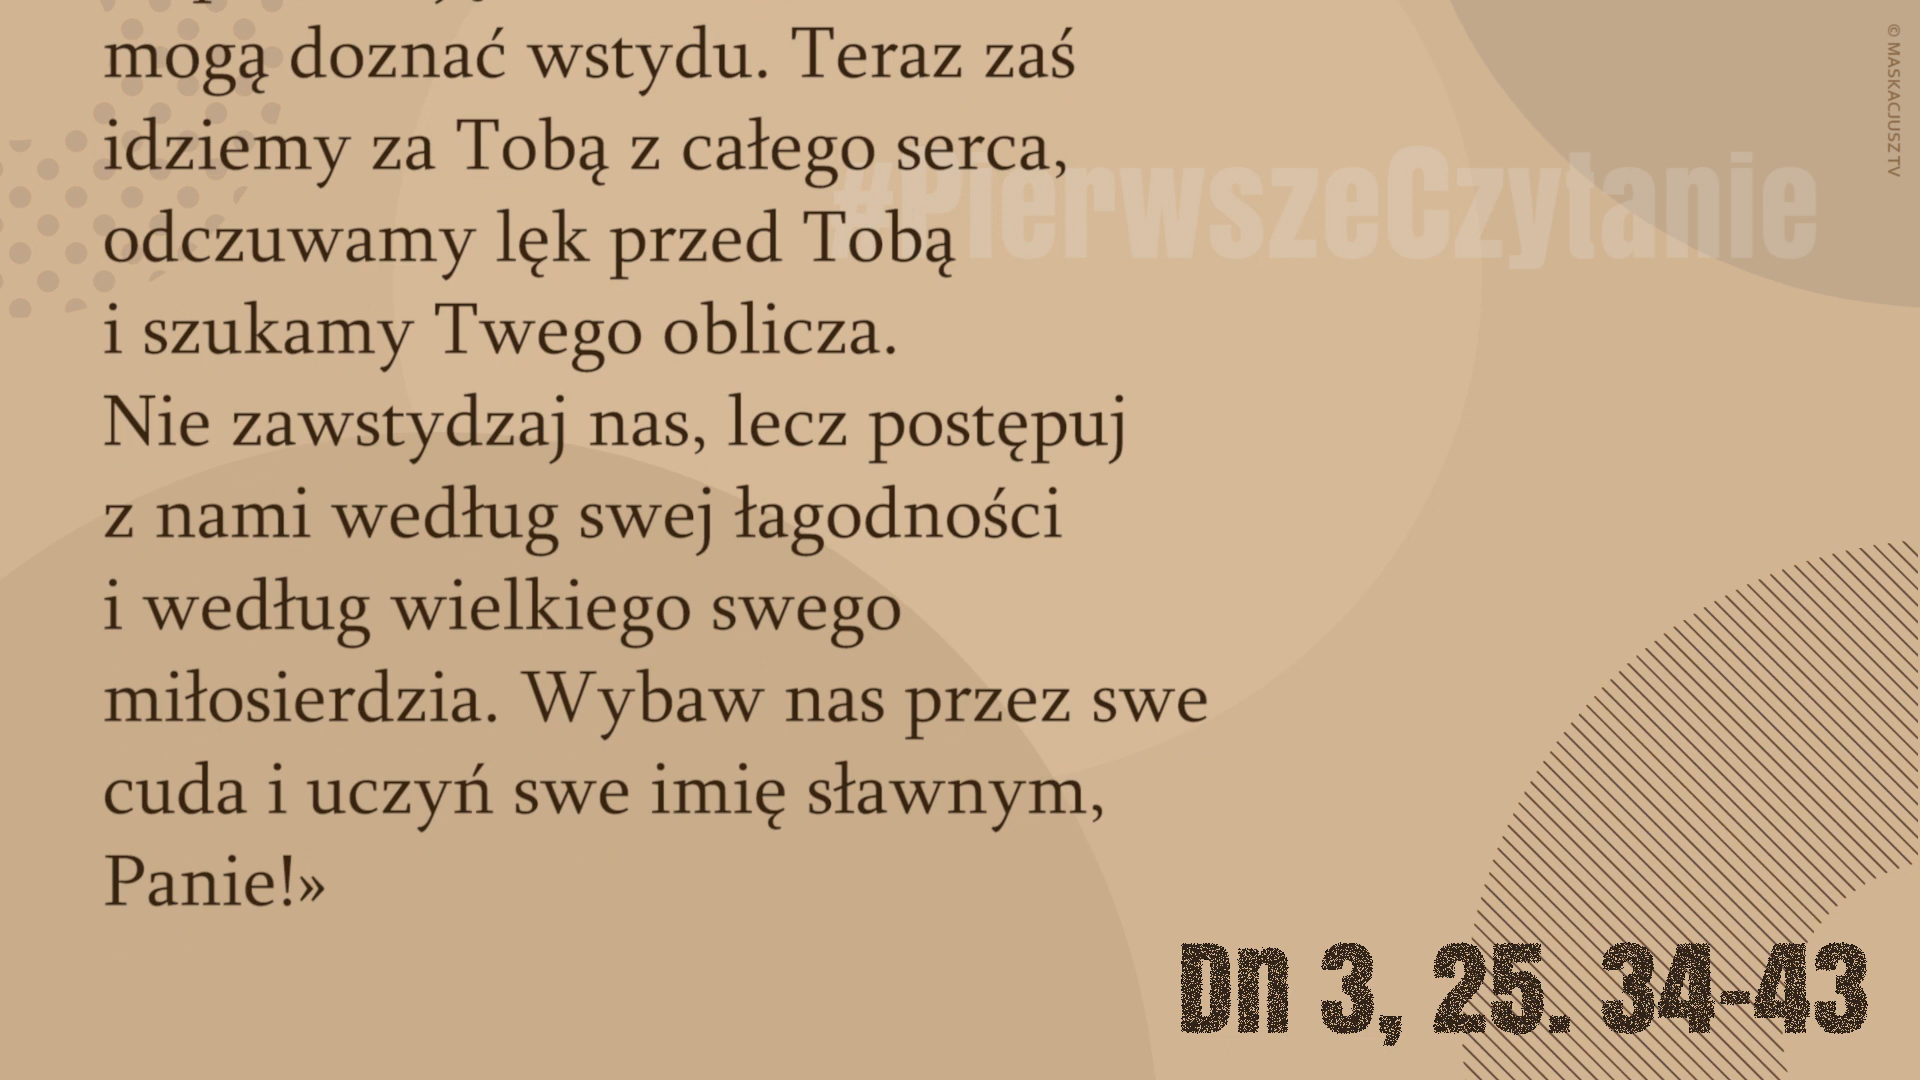 mogą doznać wstydu. Teraz zaś
idziemy za Tobą z całego serca,
odczuwamy lęk przed Tobą
i szukamy Twego oblicza.
Nie zawstydzaj nas, lecz postępuj
z nami według swej łagodności
i według wielkiego swego
miłosierdzia. Wybaw nas przez swe
cuda i uczyń swe imię sławnym,
Panie!»
#PierwszeCzytanie
© MASKACJUSZ TV
Dn 3, 25. 34-43